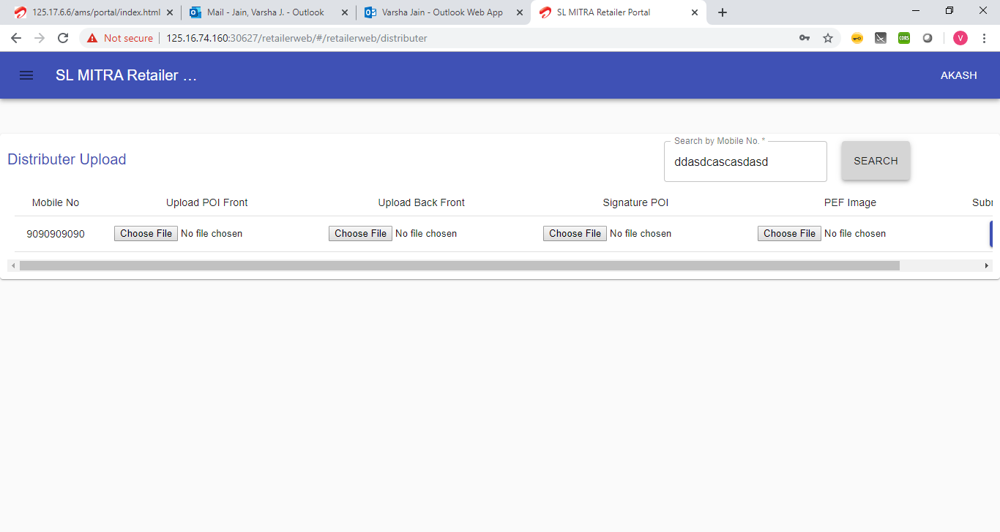 125.17.6.6/ams/portal/index.html
Mail - Jain, Varsha J. - Outlook
Varsha Jain - Outlook Web App
SL MITRA Retailer Portal
Not secure
125.16.74.160:30627/retailerweb/#/retailerweb/distributer
CORS
V
SL MITRA Retailer ...
AKASH
Distributer Upload
Search by Mobile No. *
ddasdcascasdasd
SEARCH
Mobile No Upload POI Front Upload Back Front Signature POI PEF Image
9090909090 Choose File No file chosen Choose File No file chosen Choose File No file chosen Choose File No file chosen